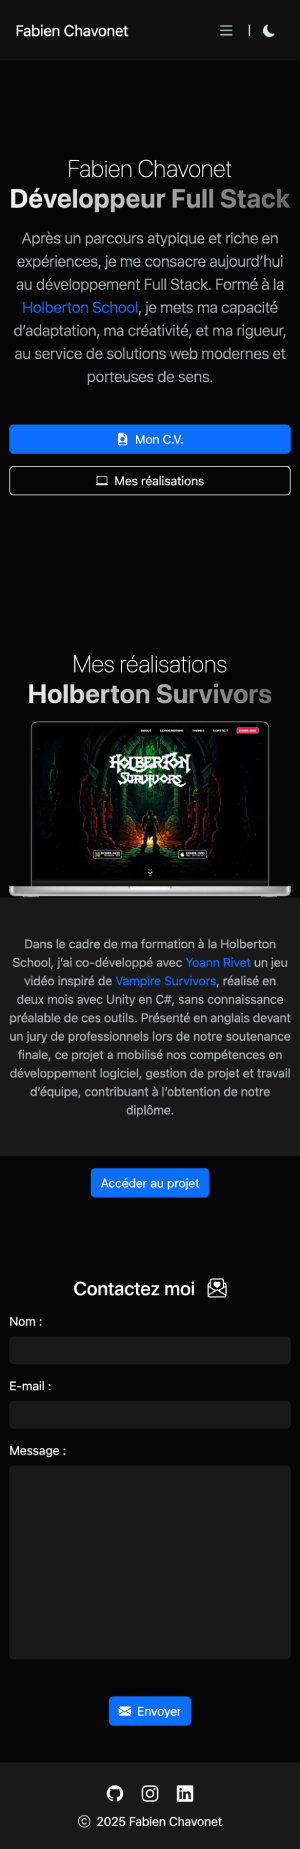 Fabien Chavonet
Fabien Chavonet
Développeur Full Stack
Après un parcours atypique et riche en
expériences, je me consacre aujourd’hui
au développement Full Stack. Formé à la
Holberton School, je mets ma capacité
d’adaptation, ma créativité, et ma rigueur,
au service de solutions web modernes et
porteuses de sens.
Mon C.V.
Mes réalisations
Mes réalisations
Holberton Survivors
ABOUT LEADERBOARD THANKS CONTACT
HOLBERTON
SURVIVORS
Dans le cadre de ma formation à la Holberton
School, j’ai co-développé avec Yoann Rivet un jeu
vidéo inspiré de Vampire Survivors, réalisé en
deux mois avec Unity en C#, sans connaissance
préalable de ces outils. Présenté en anglais devant
un jury de professionnels lors de notre soutenance
finale, ce projet a mobilisé nos compétences en
développement logiciel, gestion de projet et travail
d’équipe, contribuant à l’obtention de notre
diplôme.
Accéder au projet
Contactez moi
Nom :
E-mail :
Message :
Envoyer
© 2025 Fabien Chavonet